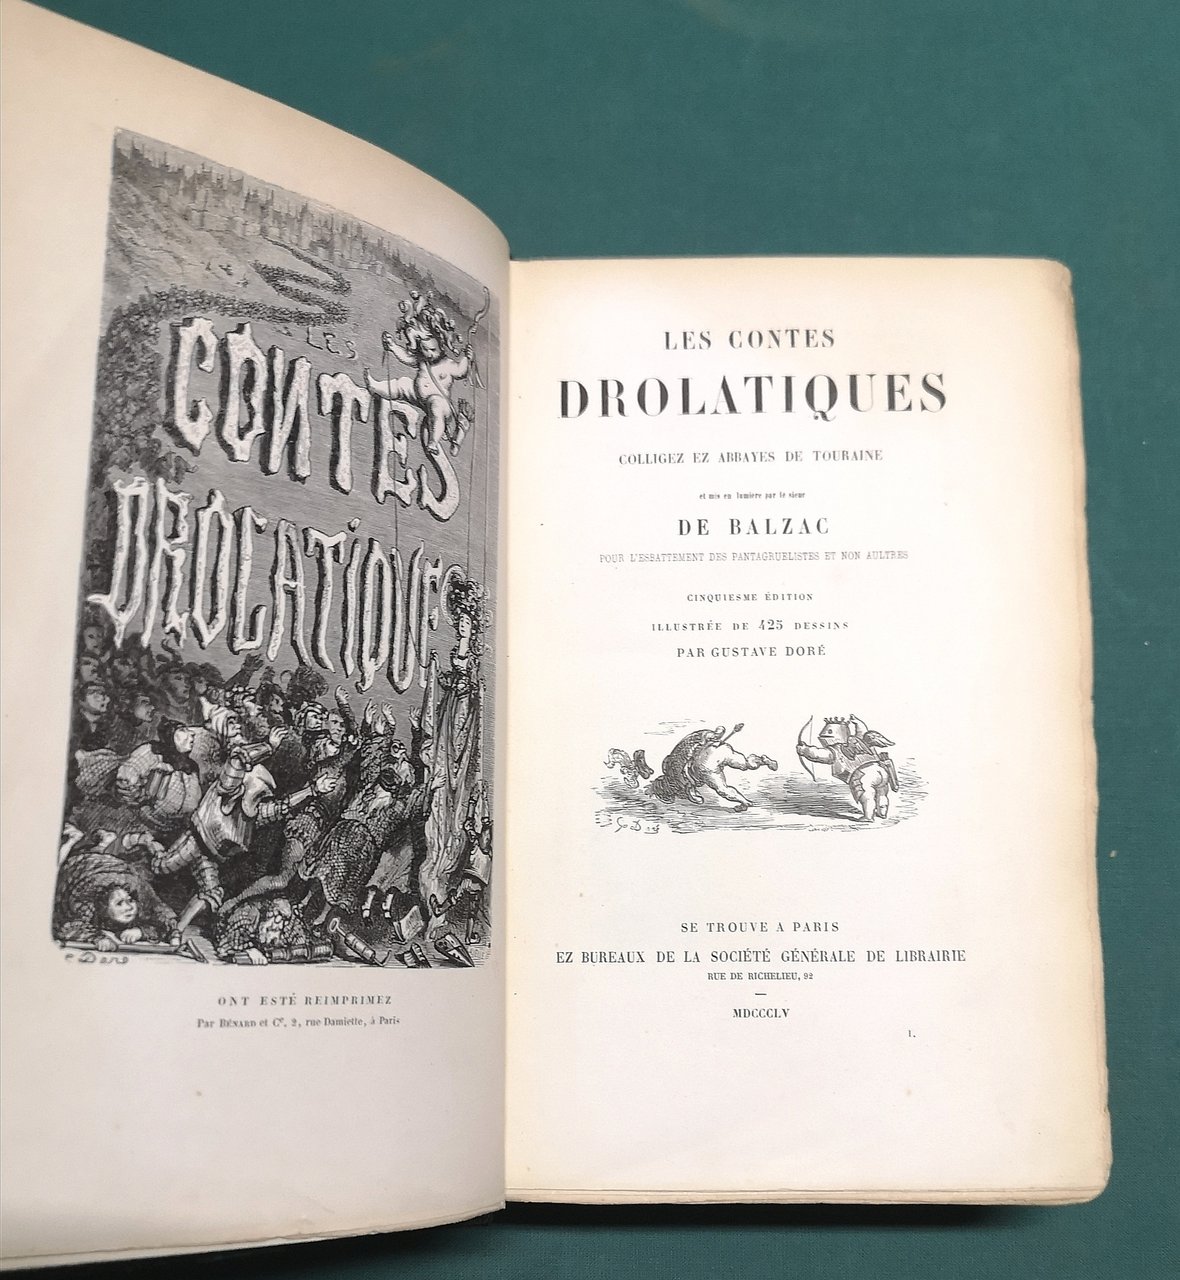 LES
CONTES
DROLATIQUES
G Doré
ONT ESTÉ REIMPRIMEZ
Par BÉNARD et Cᵉ, 2, rue Damiette, à Paris
LES CONTES
DROLATIQUES
COLLIGEZ EZ ABBAYES DE TOURAINE
et mis en lumière par le sieur
DE BALZAC
POUR L'ESBATTEMENT DES PANTAGRUELISTES ET NON AULTRES
CINQUIESME ÉDITION
ILLUSTRÉE DE 425 DESSINS
PAR GUSTAVE DORÉ
G Doré
SE TROUVE A PARIS
EZ BUREAUX DE LA SOCIÉTÉ GÉNÉRALE DE LIBRAIRIE
RUE DE RICHELIEU, 92
MDCCCLV
1.